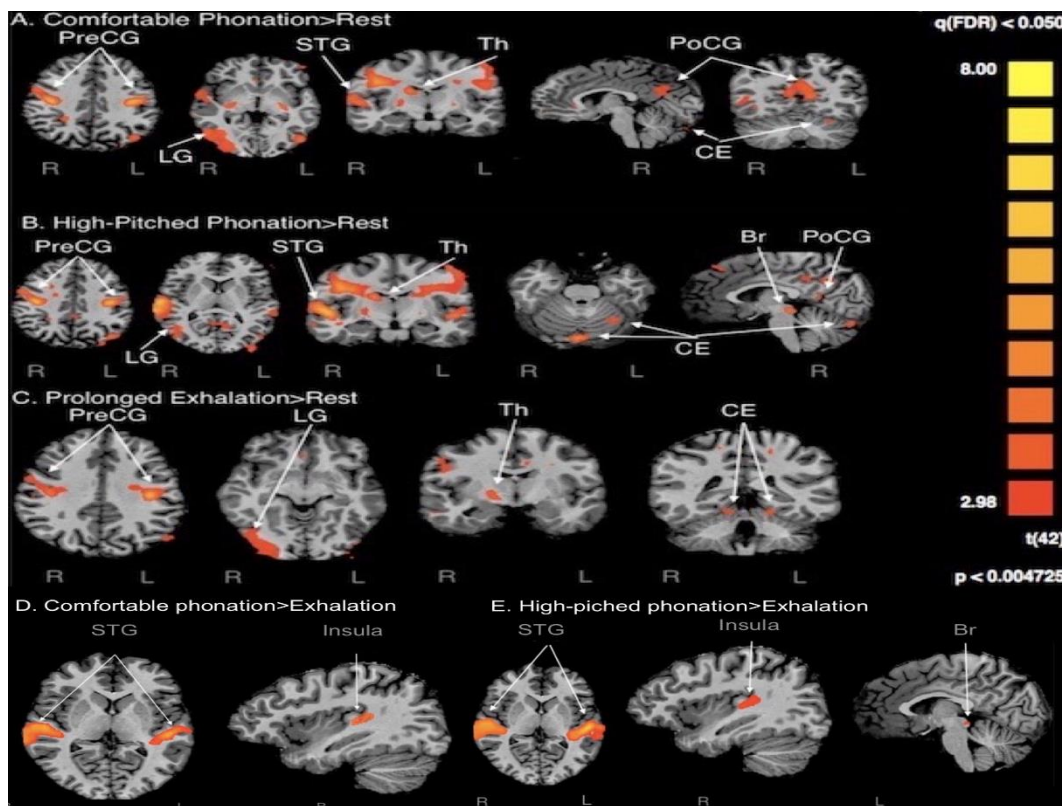 A. Comfortable Phonation>Rest
q(FDR) < 0.050
PreCG
STG
Th
PoCG
8.00
LG
CE
R L R L R L
B. High-Pitched Phonation>Rest
PreCG
STG
Th
Br
PoCG
LG
CE
R L R L R L R L R
C. Prolonged Exhalation>Rest
PreCG
LG
Th
CE
2.98
t(42)
R L R L R L R L
p < 0.004725
D. Comfortable phonation>Exhalation
E. High-piched phonation>Exhalation
STG
Insula
STG
Insula
Br
R L R L